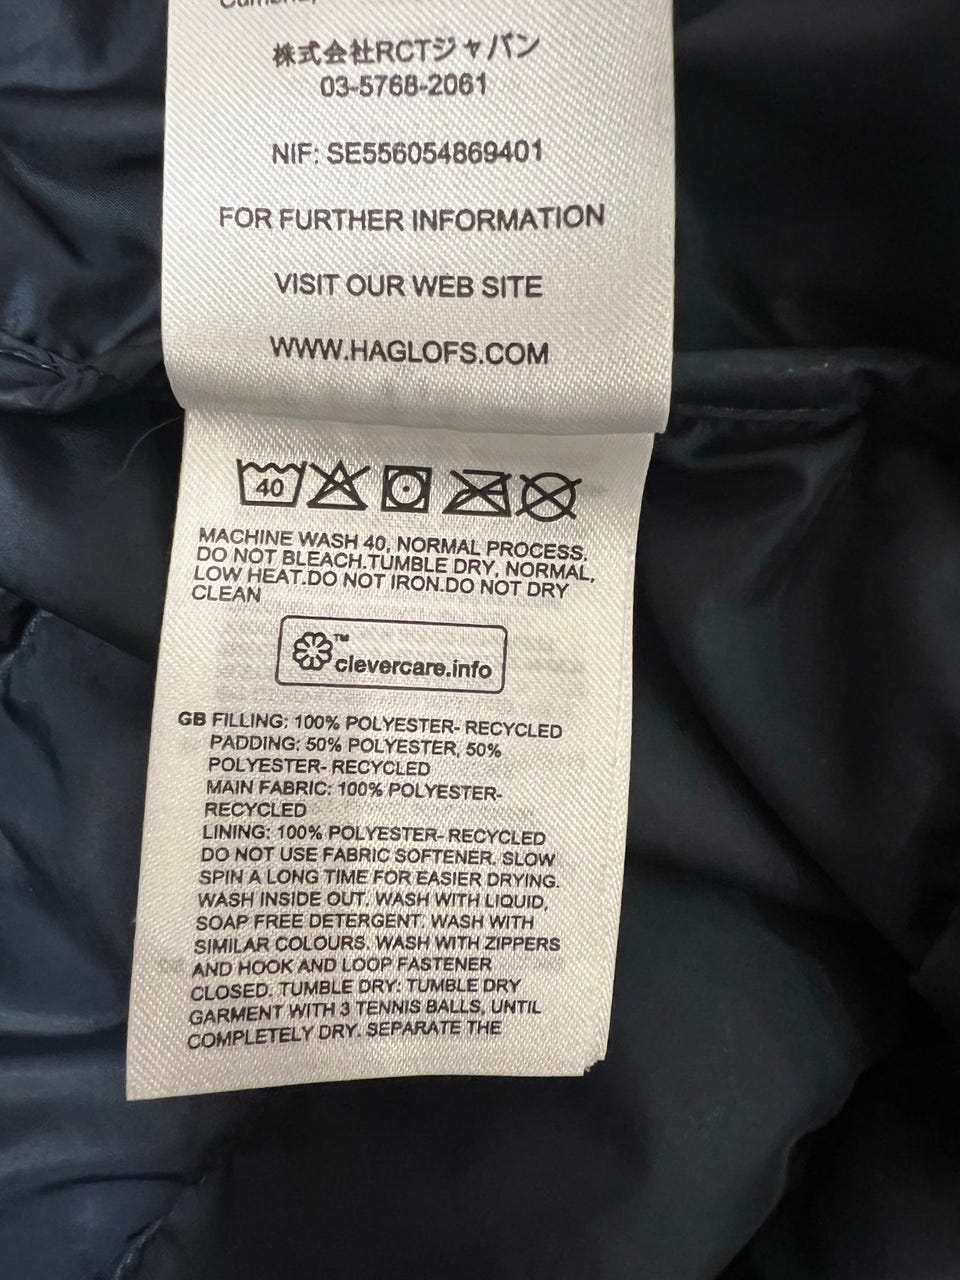 株式会社RCTジャパン
03-5768-2061
NIF: SE556054869401
FOR FURTHER INFORMATION
VISIT OUR WEB SITE
WWW.HAGLOFS.COM
40
MACHINE WASH 40, NORMAL PROCESS.
DO NOT BLEACH.TUMBLE DRY, NORMAL,
LOW HEAT.DO NOT IRON.DO NOT DRY
CLEAN
™
clevercare.info
GB FILLING: 100% POLYESTER- RECYCLED
PADDING: 50% POLYESTER, 50%
POLYESTER- RECYCLED
MAIN FABRIC: 100% POLYESTER-
RECYCLED
LINING: 100% POLYESTER- RECYCLED
DO NOT USE FABRIC SOFTENER. SLOW
SPIN A LONG TIME FOR EASIER DRYING.
WASH INSIDE OUT. WASH WITH LIQUID,
SOAP FREE DETERGENT. WASH WITH
SIMILAR COLOURS. WASH WITH ZIPPERS
AND HOOK AND LOOP FASTENER
CLOSED. TUMBLE DRY: TUMBLE DRY
GARMENT WITH 3 TENNIS BALLS, UNTIL
COMPLETELY DRY. SEPARATE THE